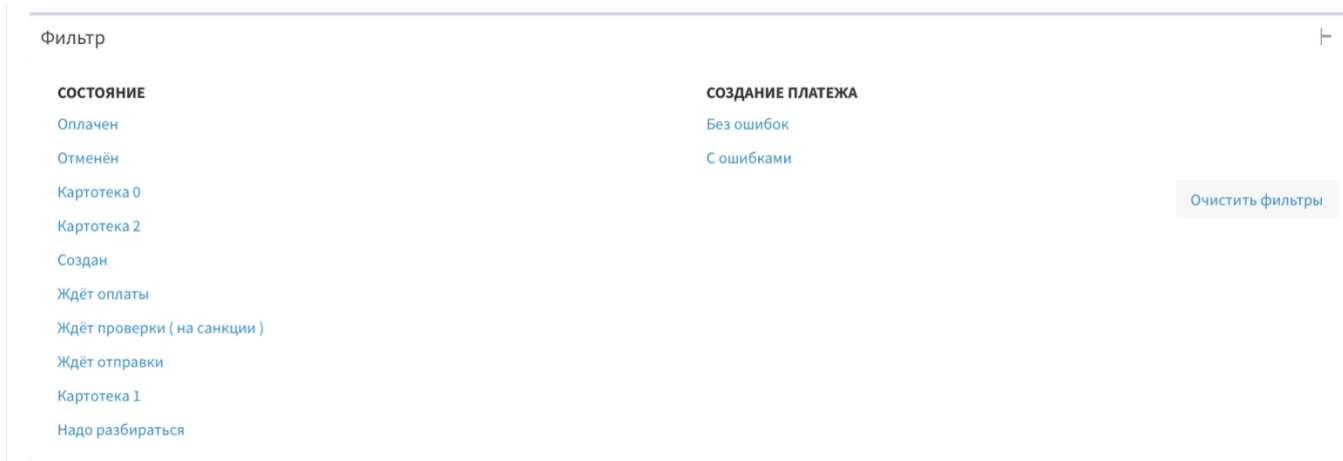 Фильтр
СОСТОЯНИЕ
Оплачен
Отменён
Картотека 0
Картотека 2
Создан
Ждёт оплаты
Ждёт проверки ( на санкции )
Ждёт отправки
Картотека 1
Надо разбираться
СОЗДАНИЕ ПЛАТЕЖА
Без ошибок
С ошибками
Очистить фильтры